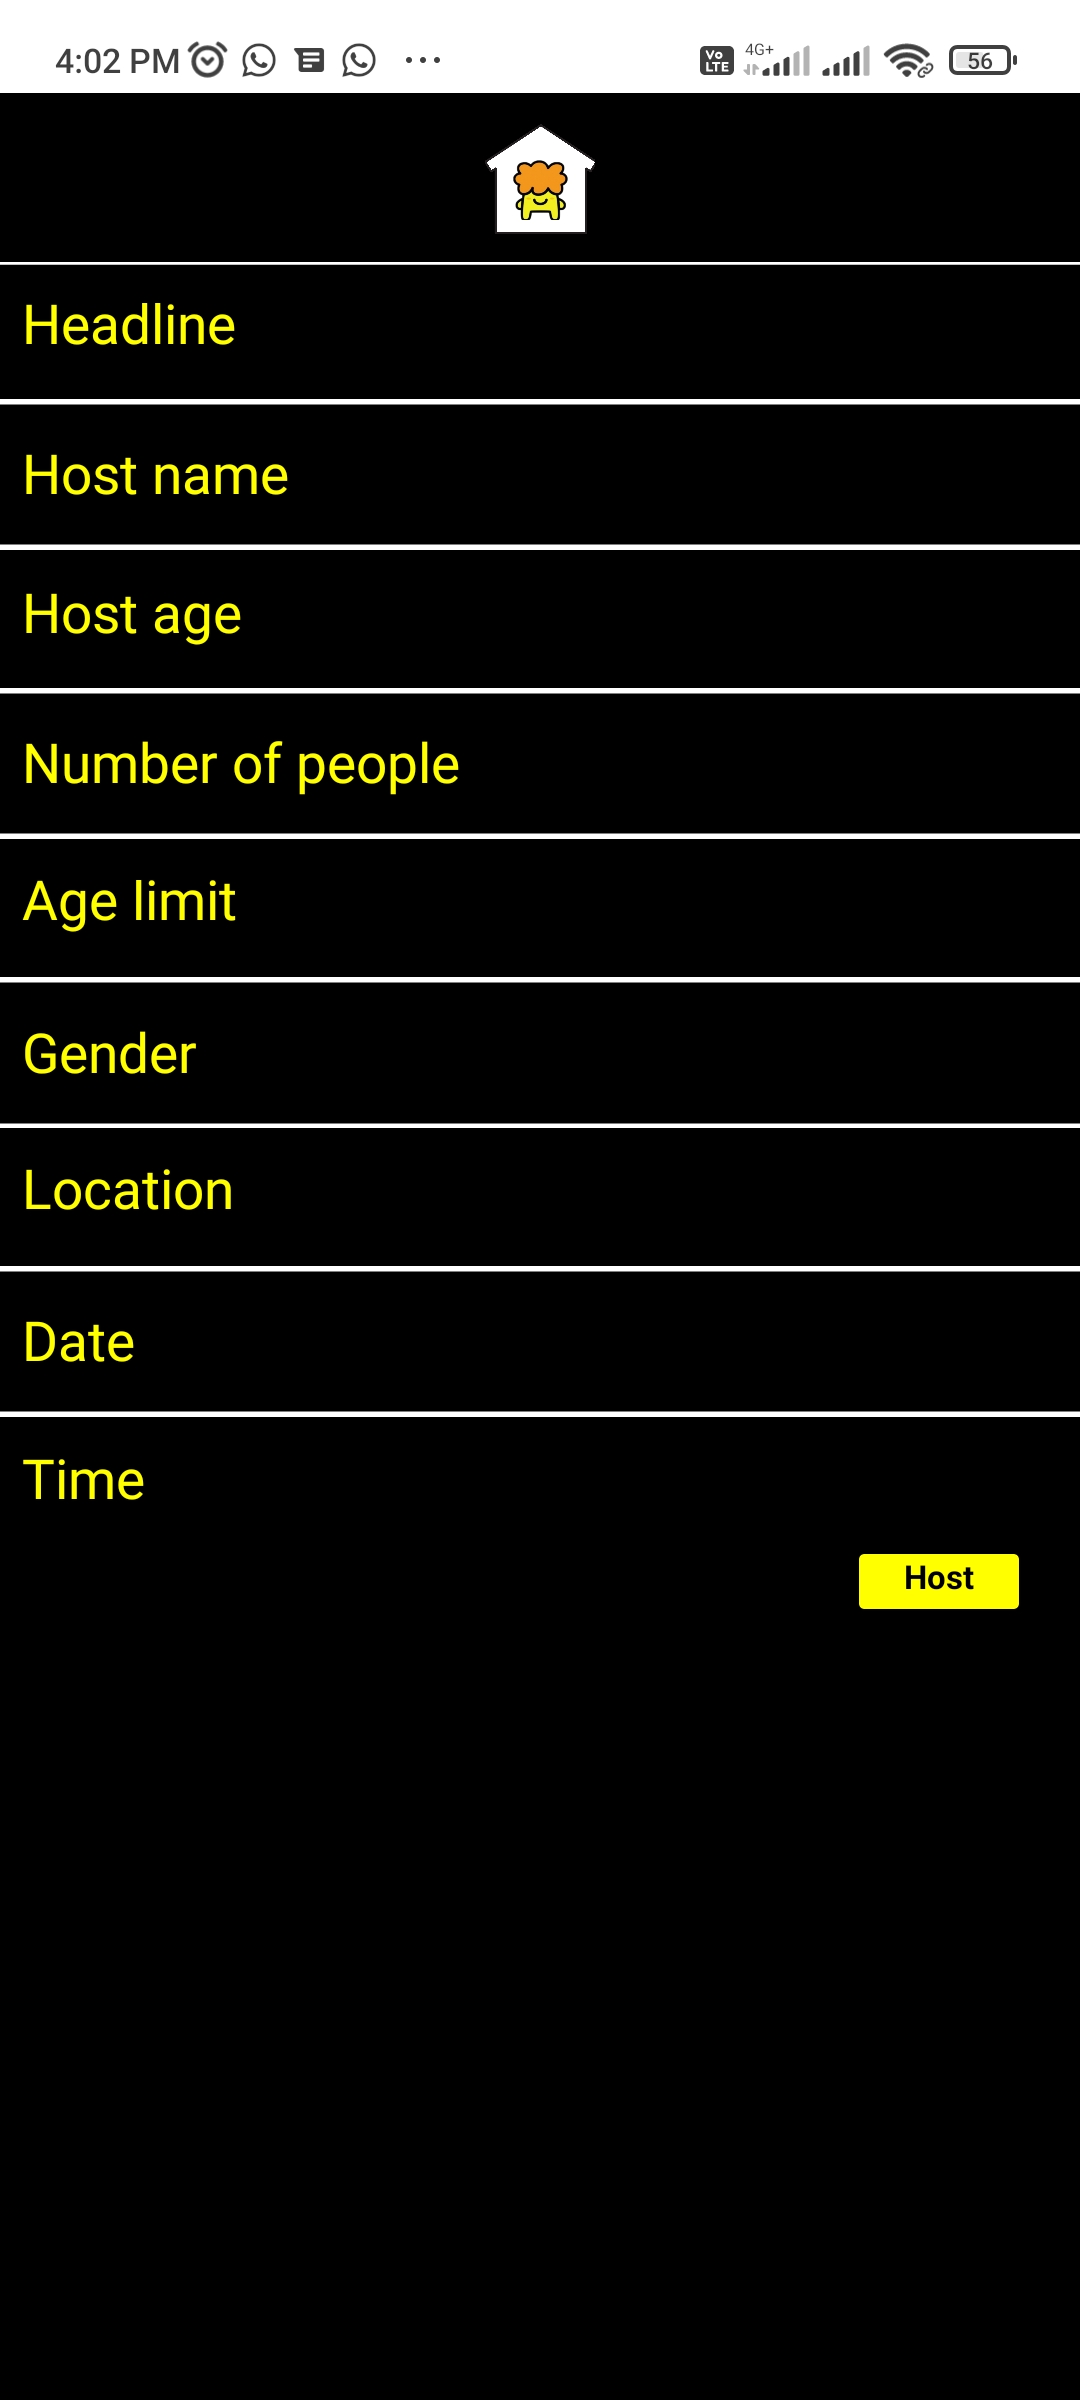 4:02 PM
Vo
LTE
4G+
56
Headline
Host name
Host age
Number of people
Age limit
Gender
Location
Date
Time
Host